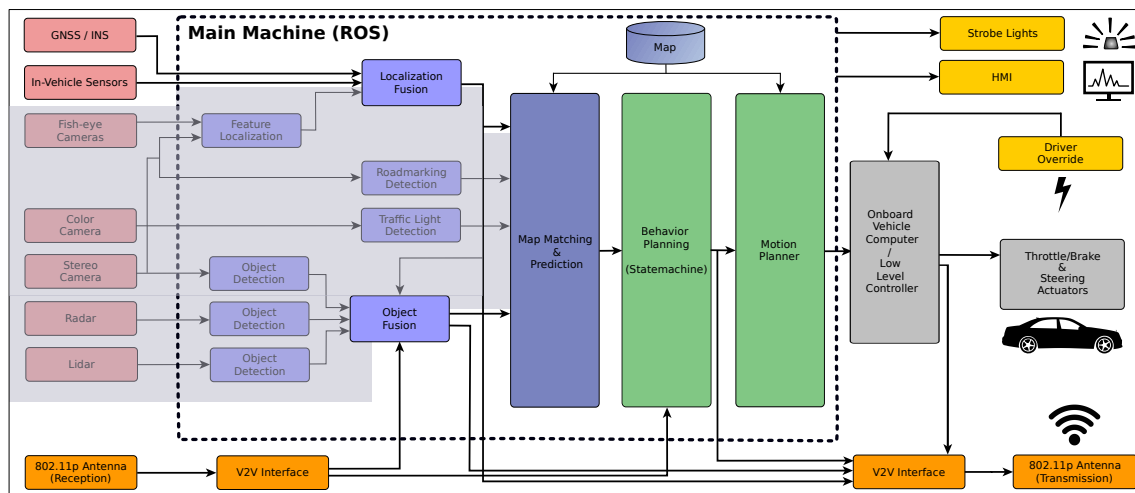 Main Machine (ROS)
GNSS / INS
In-Vehicle Sensors
Fish-eye
Cameras
Color
Camera
Stereo
Camera
Radar
Lidar
802.11p Antenna
(Reception)
Feature
Localization
Object
Detection
Object
Detection
Object
Detection
V2V Interface
Localization
Fusion
Roadmarking
Detection
Traffic Light
Detection
Object
Fusion
Map
Map Matching
&
Prediction
Behavior
Planning
(Statemachine)
Motion
Planner
Onboard
Vehicle
Computer
/
Low
Level
Controller
V2V Interface
Strobe Lights
HMI
Driver
Override
Throttle/Brake
&
Steering
Actuators
802.11p Antenna
(Transmission)